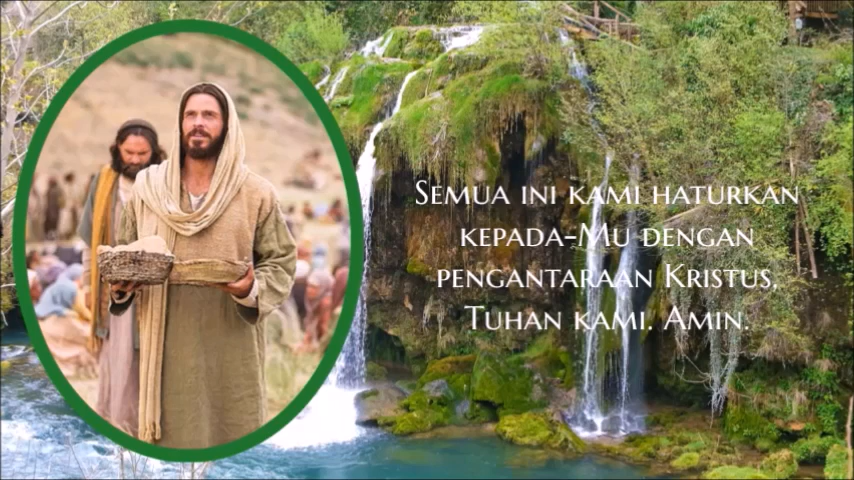 Semua ini kami haturkan
kepada-Mu dengan
pengantaraan Kristus,
Tuhan kami. Amin.